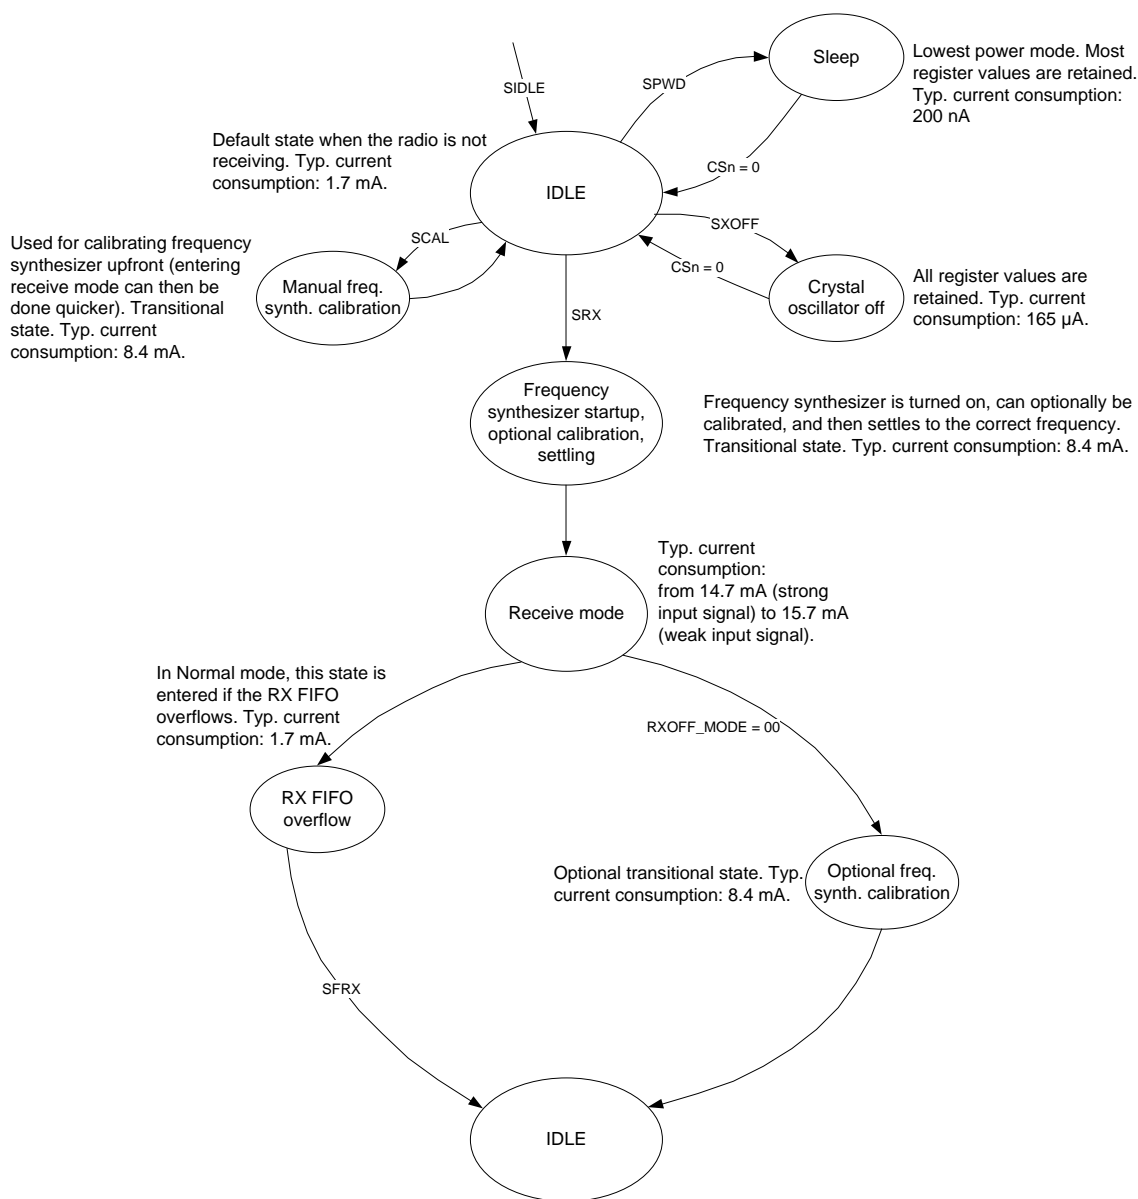 Sleep
Lowest power mode. Most
register values are retained.
Typ. current consumption:
200 nA
SIDLE
SPWD
Default state when the radio is not
receiving. Typ. current
consumption: 1.7 mA.
CSn = 0
IDLE
SXOFF
SCAL
Used for calibrating frequency
synthesizer upfront (entering
receive mode can then be
done quicker). Transitional
state. Typ. current
consumption: 8.4 mA.
Manual freq.
synth. calibration
CSn = 0
Crystal
oscillator off
All register values are
retained. Typ. current
consumption: 165 µA.
SRX
Frequency
synthesizer startup,
optional calibration,
settling
Frequency synthesizer is turned on, can optionally be
calibrated, and then settles to the correct frequency.
Transitional state. Typ. current consumption: 8.4 mA.
Receive mode
Typ. current
consumption:
from 14.7 mA (strong
input signal) to 15.7 mA
(weak input signal).
In Normal mode, this state is
entered if the RX FIFO
overflows. Typ. current
consumption: 1.7 mA.
RXOFF_MODE = 00
RX FIFO
overflow
Optional transitional state. Typ.
current consumption: 8.4 mA.
Optional freq.
synth. calibration
SFRX
IDLE